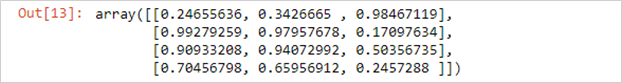 Out[13]: array([[0.24655636, 0.3426665 , 0.98467119],
[0.99279259, 0.97957678, 0.17097634],
[0.90933208, 0.94072992, 0.50356735],
[0.70456798, 0.65956912, 0.2457288 ]])